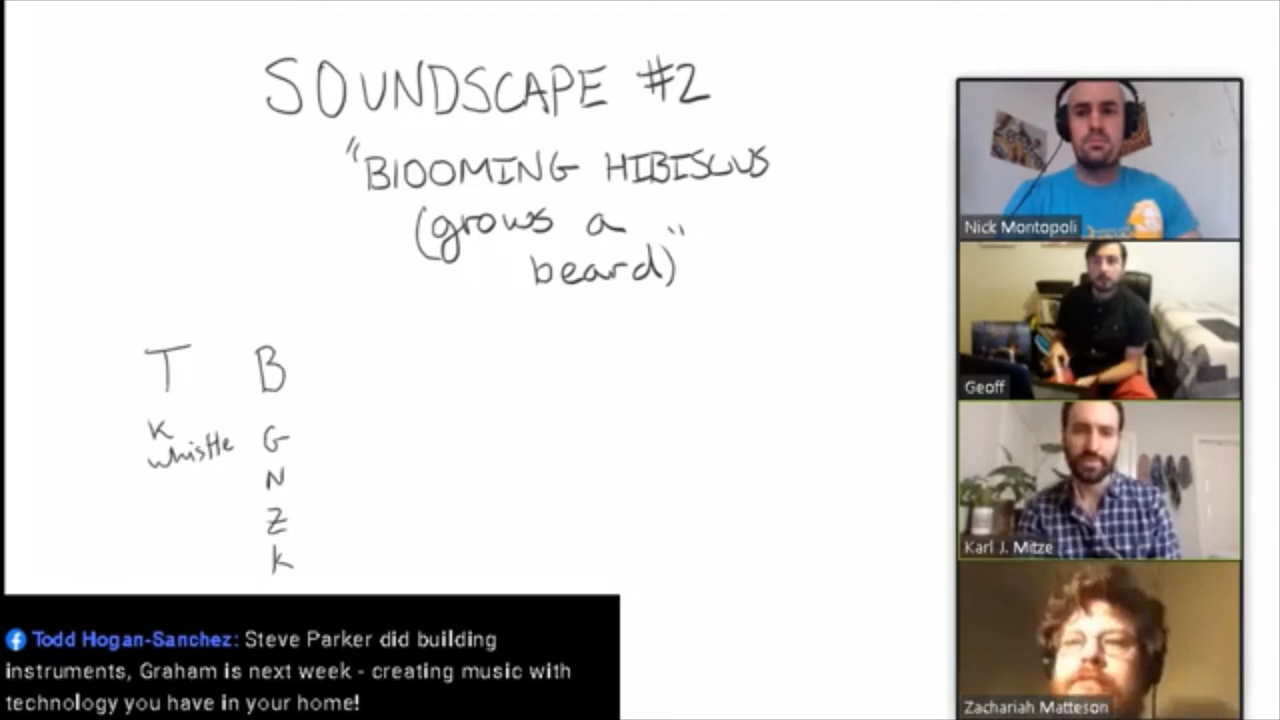 SOUNDSCAPE #2
"BLOOMING HIBISCUS
(grows a
beard)"
T B
K G
whistle
N
Z
K
Nick Montopoli
Geoff
Karl J. Mitze
Zachariah Matteson
Todd Hogan-Sanchez: Steve Parker did building
instruments, Graham is next week - creating music with
technology you have in your home!